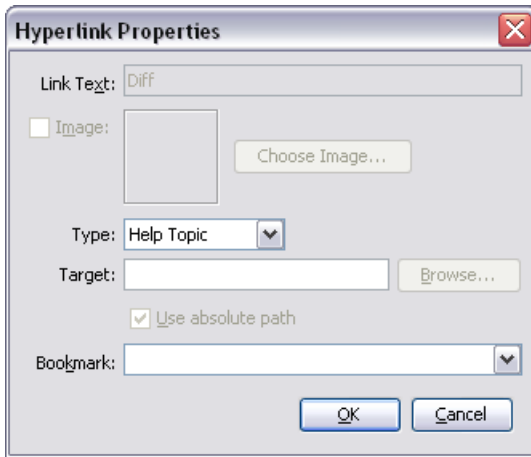 Hyperlink Properties
Link Text: Diff
Image:
Choose Image...
Type: Help Topic
Target: Browse...
Use absolute path
Bookmark:
OK Cancel